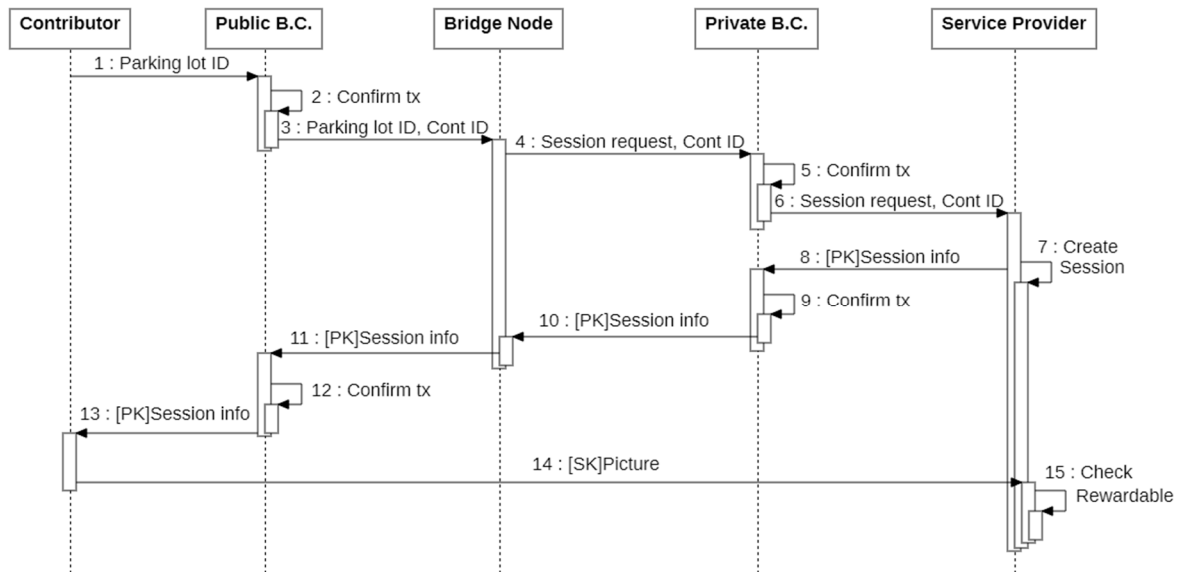 Contributor
Public B.C.
Bridge Node
Private B.C.
Service Provider
1 : Parking lot ID
2 : Confirm tx
3 : Parking lot ID, Cont ID
4 : Session request, Cont ID
5 : Confirm tx
6 : Session request, Cont ID
7 : Create
Session
8 : [PK]Session info
9 : Confirm tx
10 : [PK]Session info
11 : [PK]Session info
12 : Confirm tx
13 : [PK]Session info
14 : [SK]Picture
15 : Check
Rewardable